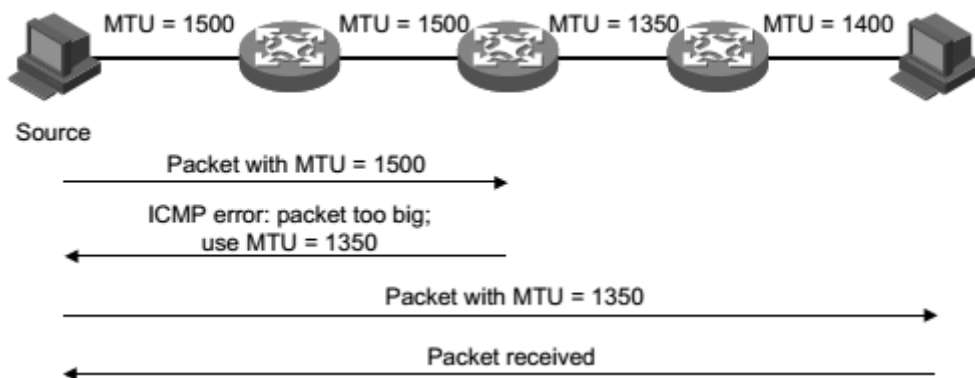 MTU = 1500
MTU = 1500
MTU = 1350
MTU = 1400
Source
Packet with MTU = 1500
ICMP error: packet too big;
use MTU = 1350
Packet with MTU = 1350
Packet received